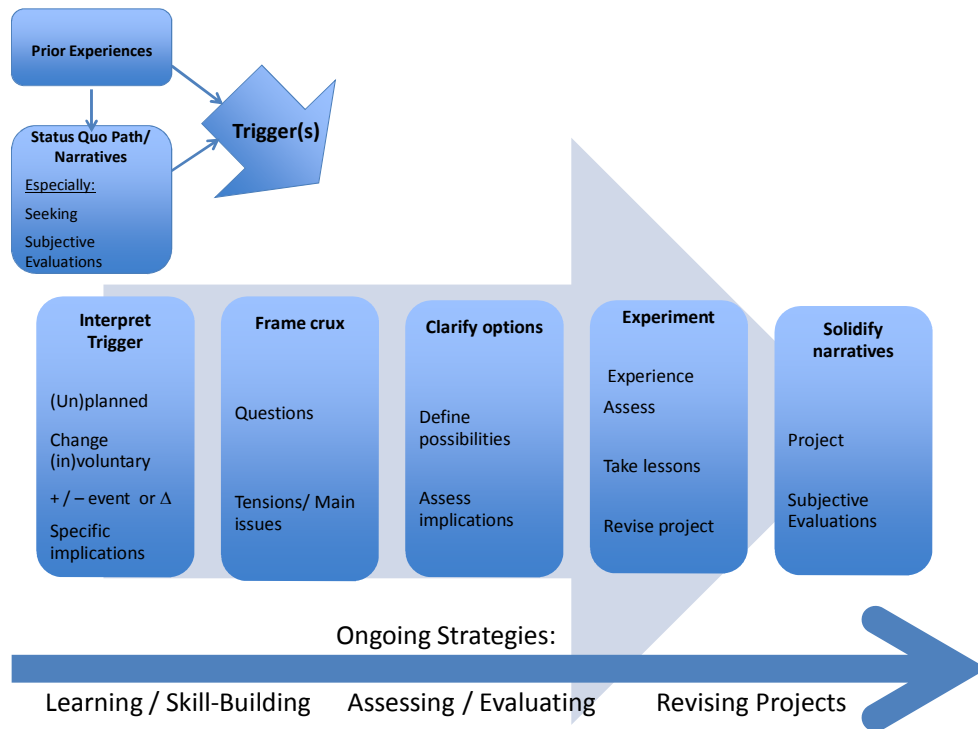 Prior Experiences
Trigger(s)
Status Quo Path/
Narratives
Especially:
Seeking
Subjective
Evaluations
Interpret
Trigger
(Un)planned
Change
(in)voluntary
+ / – event or Δ
Specific
implications
Frame crux
Questions
Tensions/ Main
issues
Clarify options
Define
possibilities
Assess
implications
Experiment
Experience
Assess
Take lessons
Revise project
Solidify
narratives
Project
Subjective
Evaluations
Ongoing Strategies:
Learning / Skill-Building
Assessing / Evaluating
Revising Projects